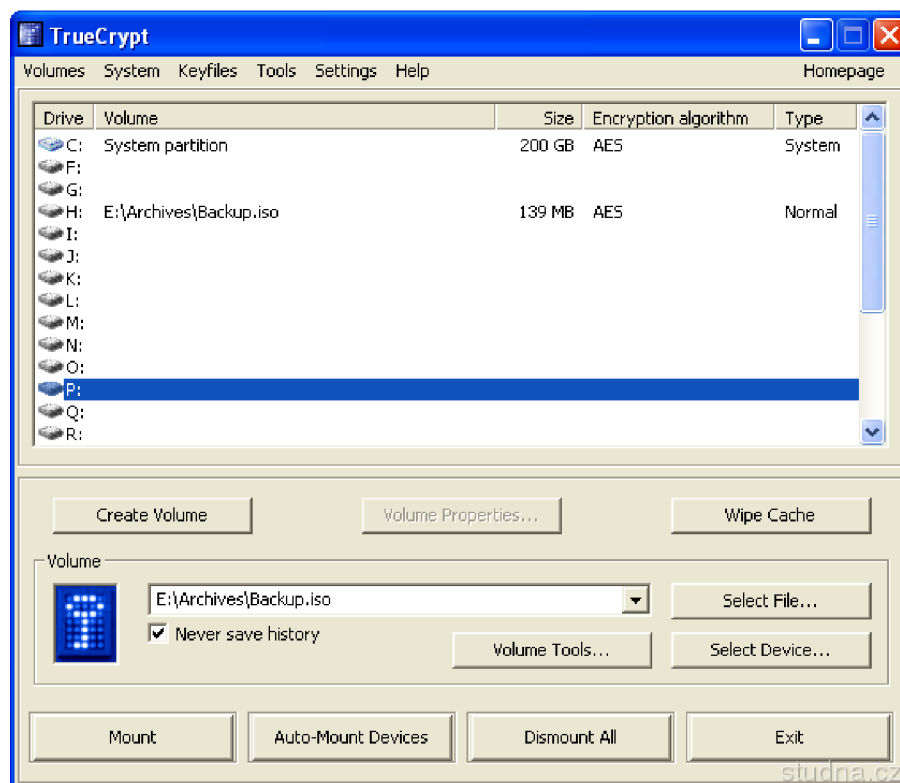 TrueCrypt
Volumes System Keyfiles Tools Settings Help Homepage
Drive Volume Size Encryption algorithm Type
C: System partition 200 GB AES System
F:
G:
H: E:\Archives\Backup.iso 139 MB AES Normal
I:
J:
K:
L:
M:
N:
O:
P:
Q:
R:
Create Volume Volume Properties... Wipe Cache
Volume
E:\Archives\Backup.iso Select File...
Never save history
Volume Tools... Select Device...
Mount Auto-Mount Devices Dismount All Exit
studna.cz